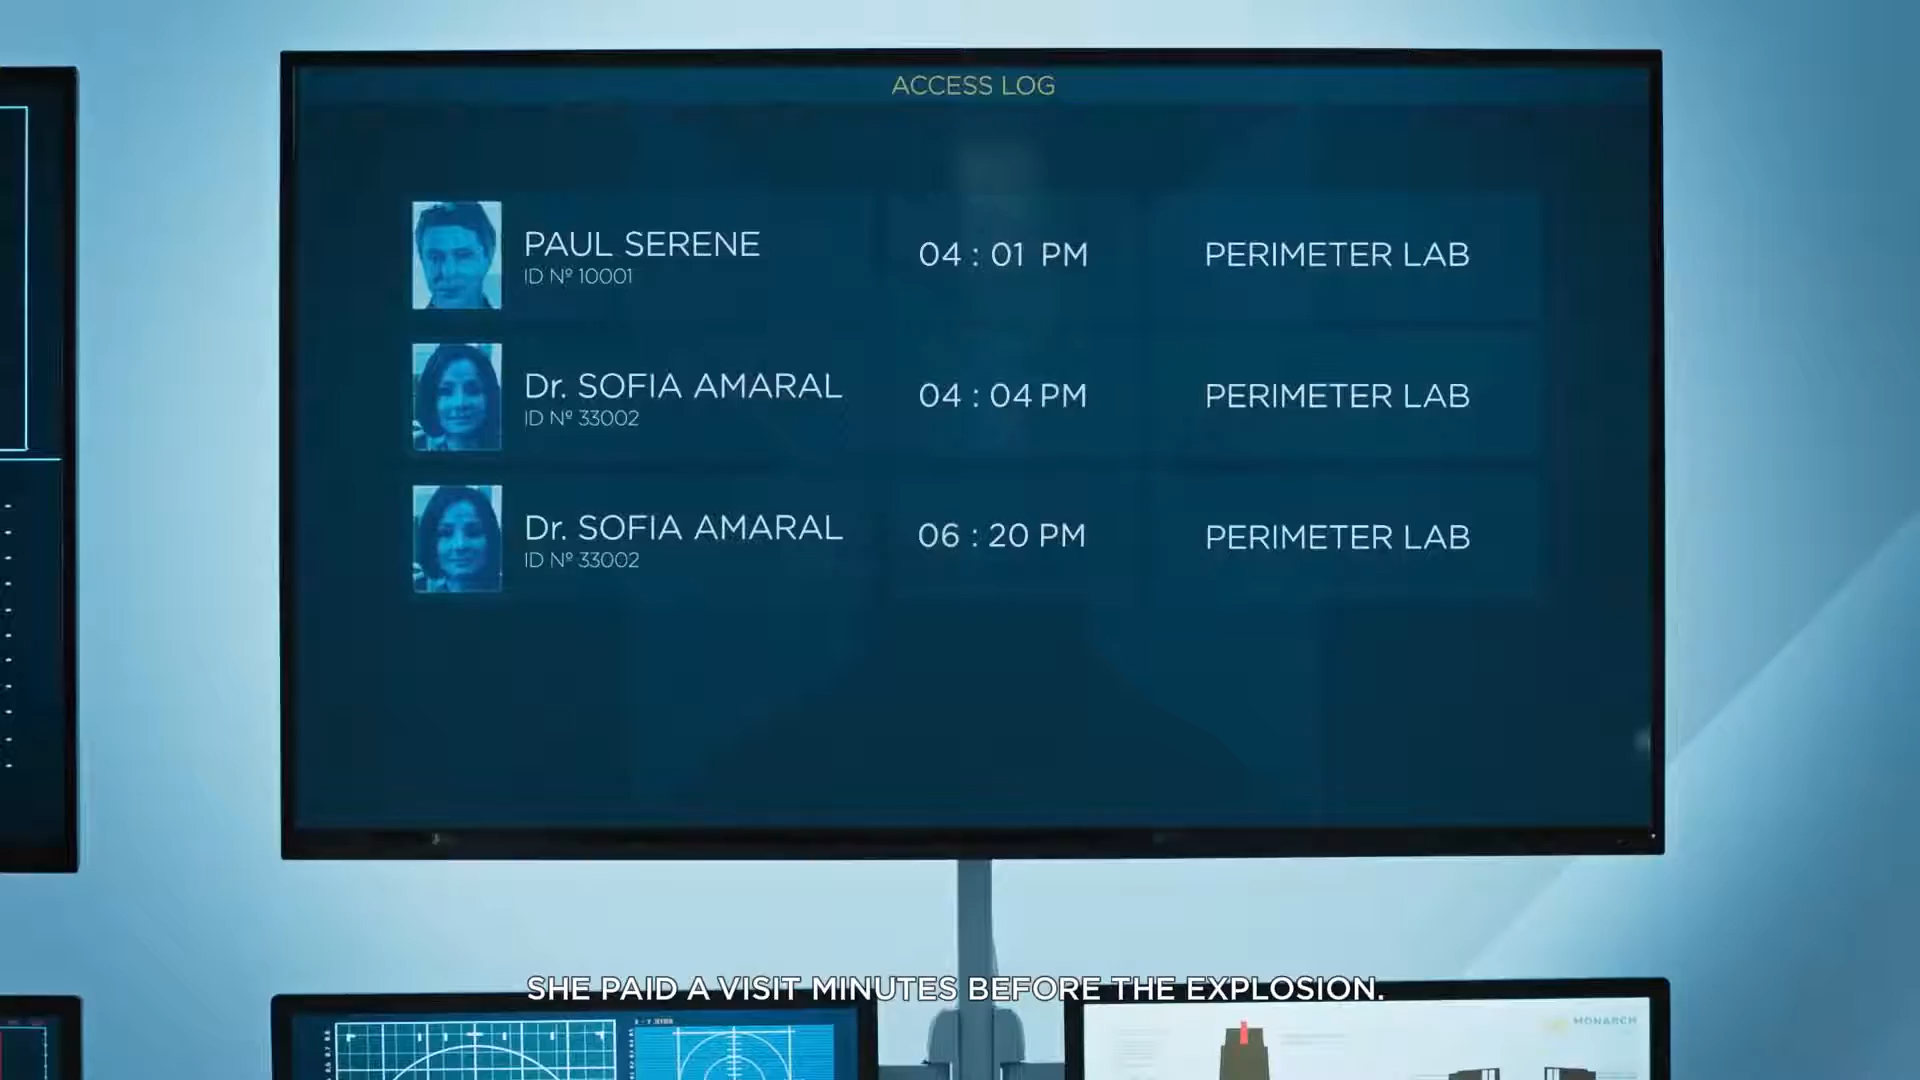 ACCESS LOG
PAUL SERENE
ID Nº 10001
04 : 01 PM
PERIMETER LAB
Dr. SOFIA AMARAL
ID Nº 33002
04 : 04 PM
PERIMETER LAB
Dr. SOFIA AMARAL
ID Nº 33002
06 : 20 PM
PERIMETER LAB
SHE PAID A VISIT MINUTES BEFORE THE EXPLOSION.
MONARCH